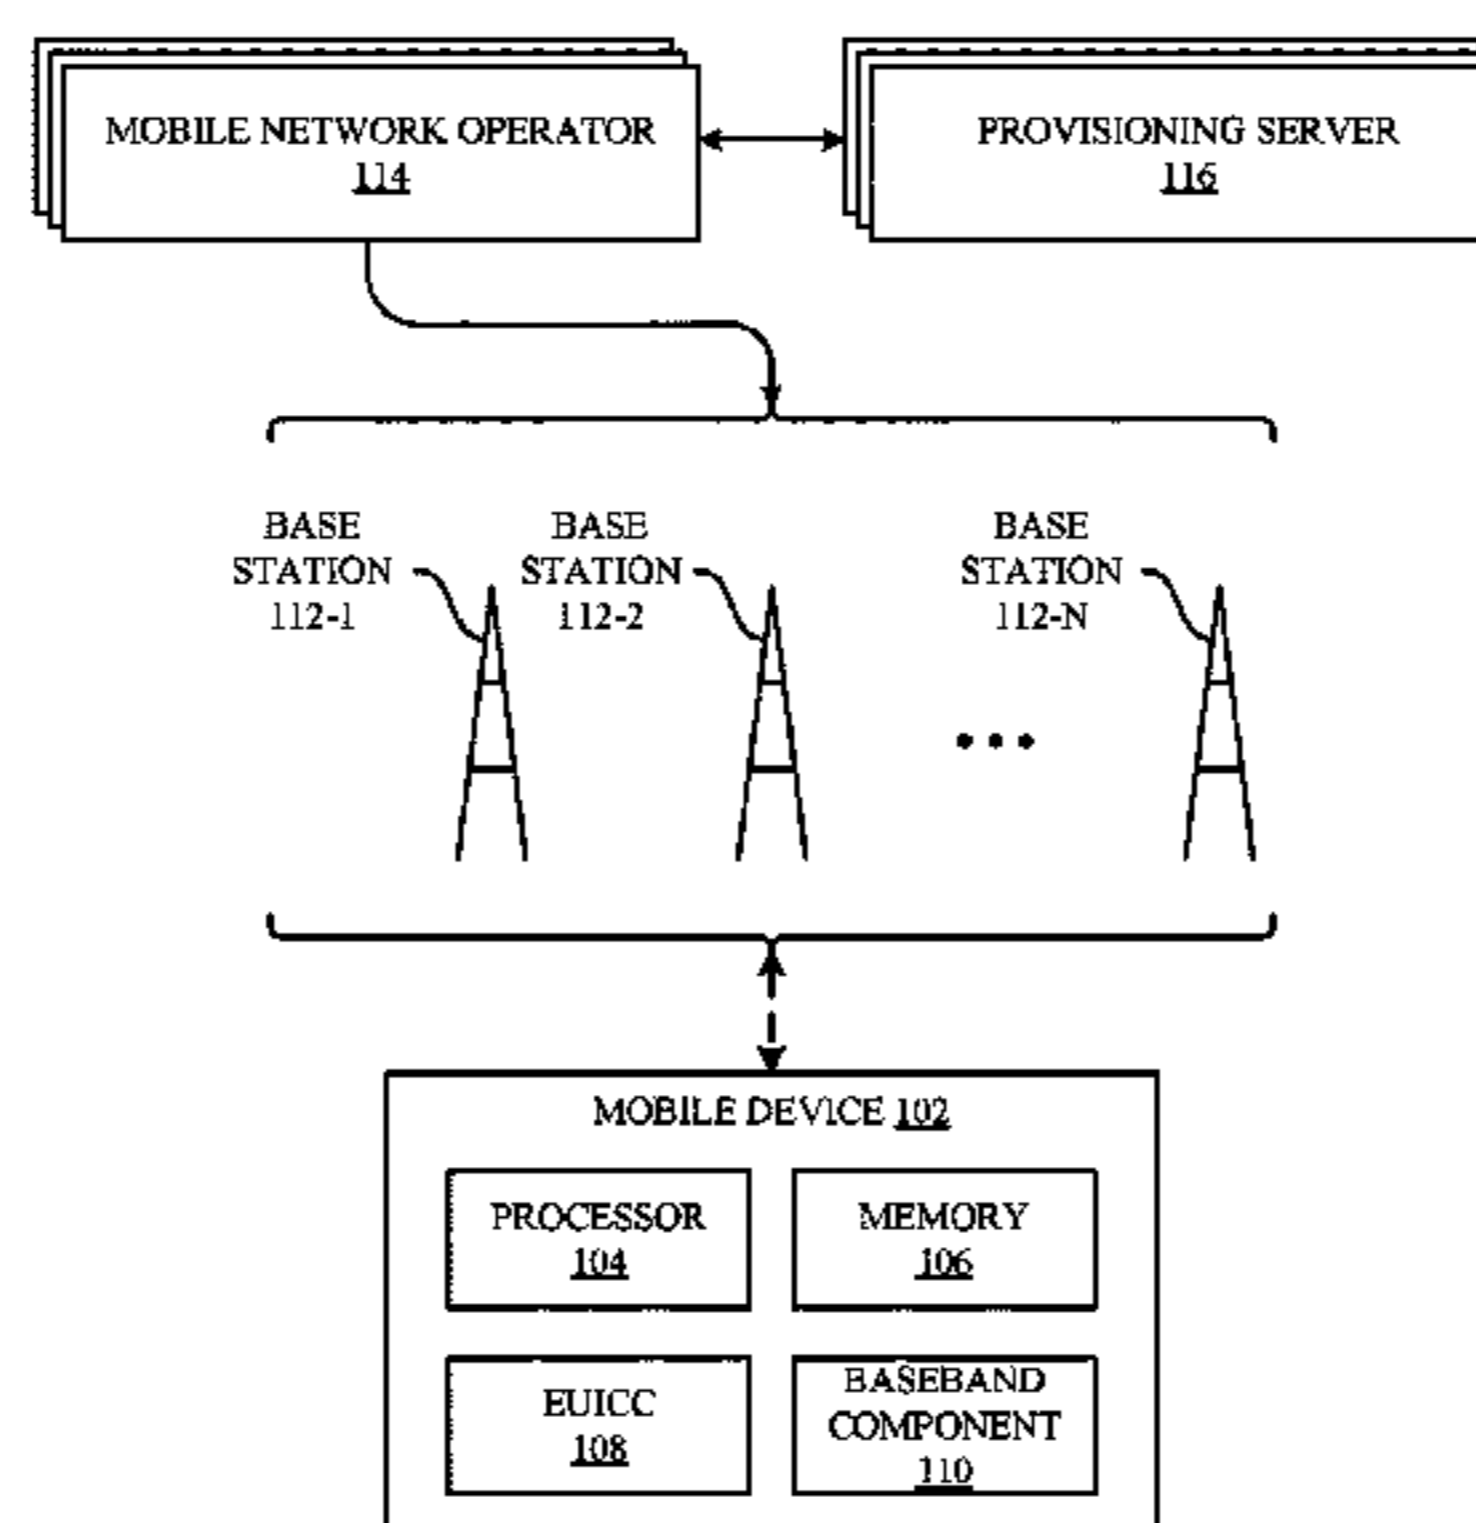 MOBILE NETWORK OPERATOR
114
PROVISIONING SERVER
116
BASE
STATION
112-1
BASE
STATION
112-2
BASE
STATION
112-N
MOBILE DEVICE 102
PROCESSOR
104
MEMORY
106
EUICC
108
BASEBAND
COMPONENT
110